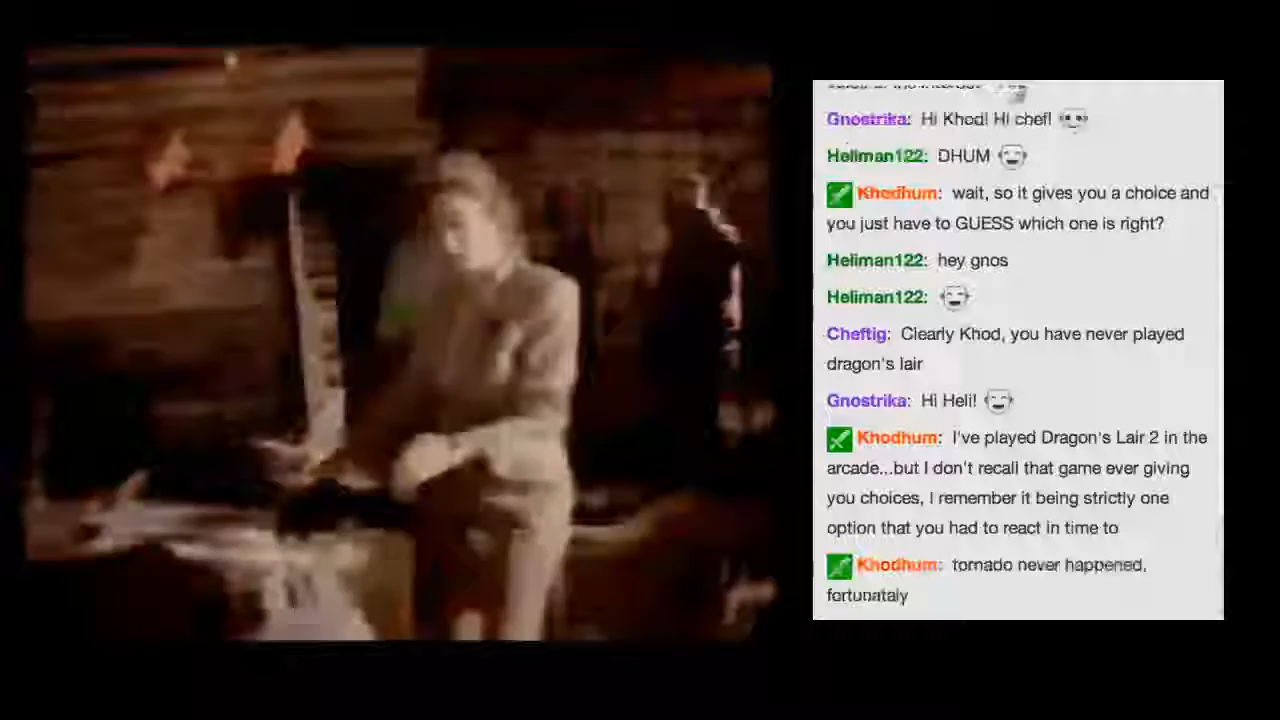 Gnostrika: Hi Khod! Hi chef!
Heliman122: DHUM
Khodhum: wait, so it gives you a choice and
you just have to GUESS which one is right?
Heliman122: hey gnos
Heliman122:
Cheftig: Clearly Khod, you have never played
dragon's lair
Gnostrika: Hi Heli!
Khodhum: I've played Dragon's Lair 2 in the
arcade...but I don't recall that game ever giving
you choices, I remember it being strictly one
option that you had to react in time to
Khodhum: tornado never happened,
fortunataly